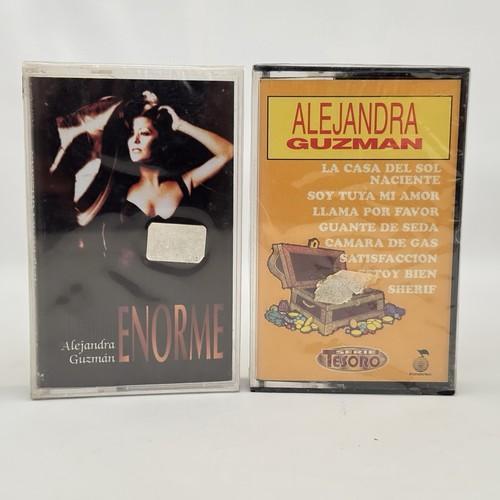 Alejandra
Guzmán
ENORME
ALEJANDRA
GUZMAN
LA CASA DEL SOL
NACIENTE
SOY TUYA MI AMOR
LLAMA POR FAVOR
GUANTE DE SEDA
CAMARA DE GAS
SATISFACCION
ESTOY BIEN
SHERIF
SERIE
TESORO